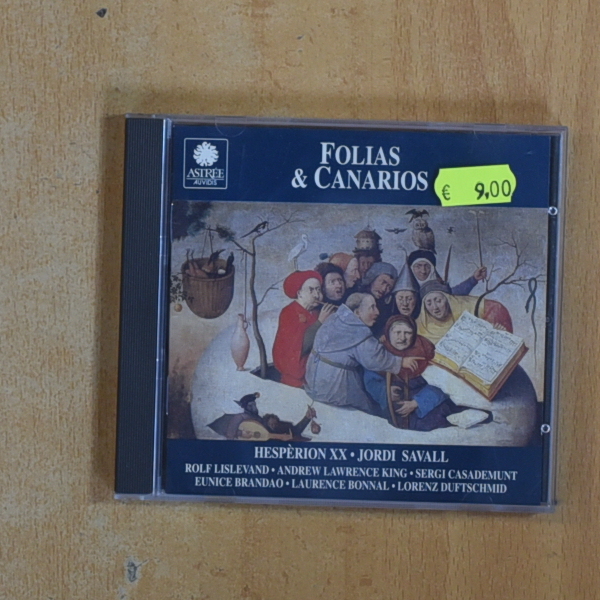 ASTRÉE
AUVIDIS
FOLIAS
& CANARIOS
€ 9,00
HESPÈRION XX • JORDI SAVALL
ROLF LISLEVAND • ANDREW LAWRENCE KING • SERGI CASADEMUNT
EUNICE BRANDAO • LAURENCE BONNAL • LORENZ DUFTSCHMID